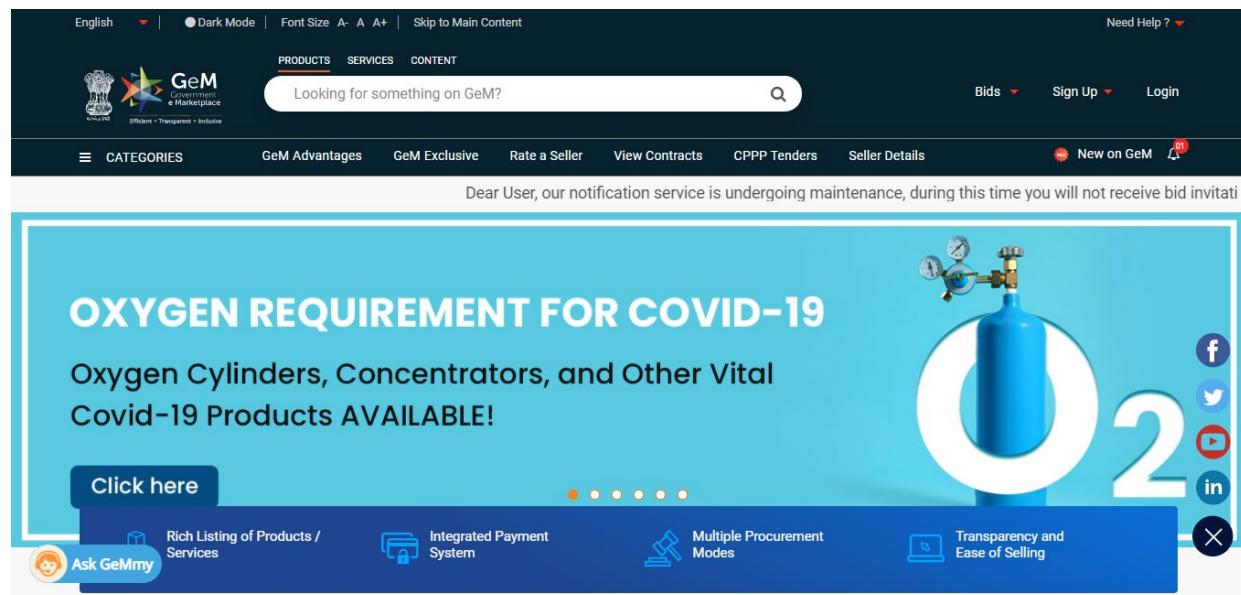 English
Dark Mode
Font Size A- A A+
Skip to Main Content
Need Help ?
PRODUCTS SERVICES CONTENT
GeM
Government
e Marketplace
Efficient • Transparent • Inclusive
Looking for something on GeM?
Bids
Sign Up
Login
CATEGORIES
GeM Advantages
GeM Exclusive
Rate a Seller
View Contracts
CPPP Tenders
Seller Details
New on GeM
01
Dear User, our notification service is undergoing maintenance, during this time you will not receive bid invitati
OXYGEN REQUIREMENT FOR COVID-19
Oxygen Cylinders, Concentrators, and Other Vital
Covid-19 Products AVAILABLE!
Click here
O2
Rich Listing of Products /
Services
Integrated Payment
System
Multiple Procurement
Modes
Transparency and
Ease of Selling
Ask GeMmy